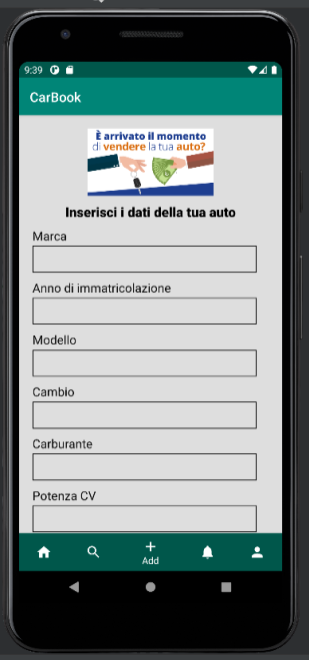 9:39
CarBook
È arrivato il momento
di vendere la tua auto?
Inserisci i dati della tua auto
Marca
Anno di immatricolazione
Modello
Cambio
Carburante
Potenza CV
Add